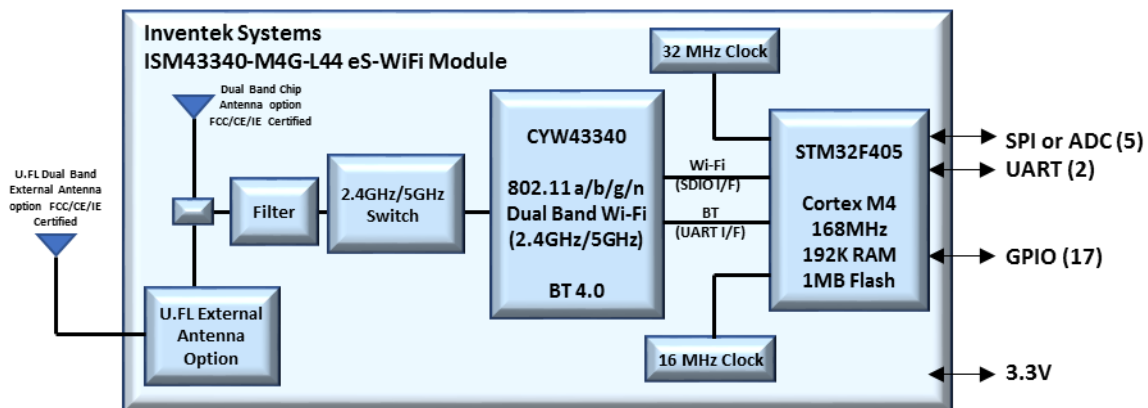 Inventek Systems
ISM43340-M4G-L44 eS-WiFi Module
Dual Band Chip
Antenna option
FCC/CE/IE Certified
U.FL Dual Band
External Antenna
option FCC/CE/IE
Certified
U.FL External
Antenna
Option
Filter
2.4GHz/5GHz
Switch
CYW43340
802.11 a/b/g/n
Dual Band Wi-Fi
(2.4GHz/5GHz)
BT 4.0
Wi-Fi
(SDIO I/F)
BT
(UART I/F)
32 MHz Clock
16 MHz Clock
STM32F405
Cortex M4
168MHz
192K RAM
1MB Flash
SPI or ADC (5)
UART (2)
GPIO (17)
3.3V